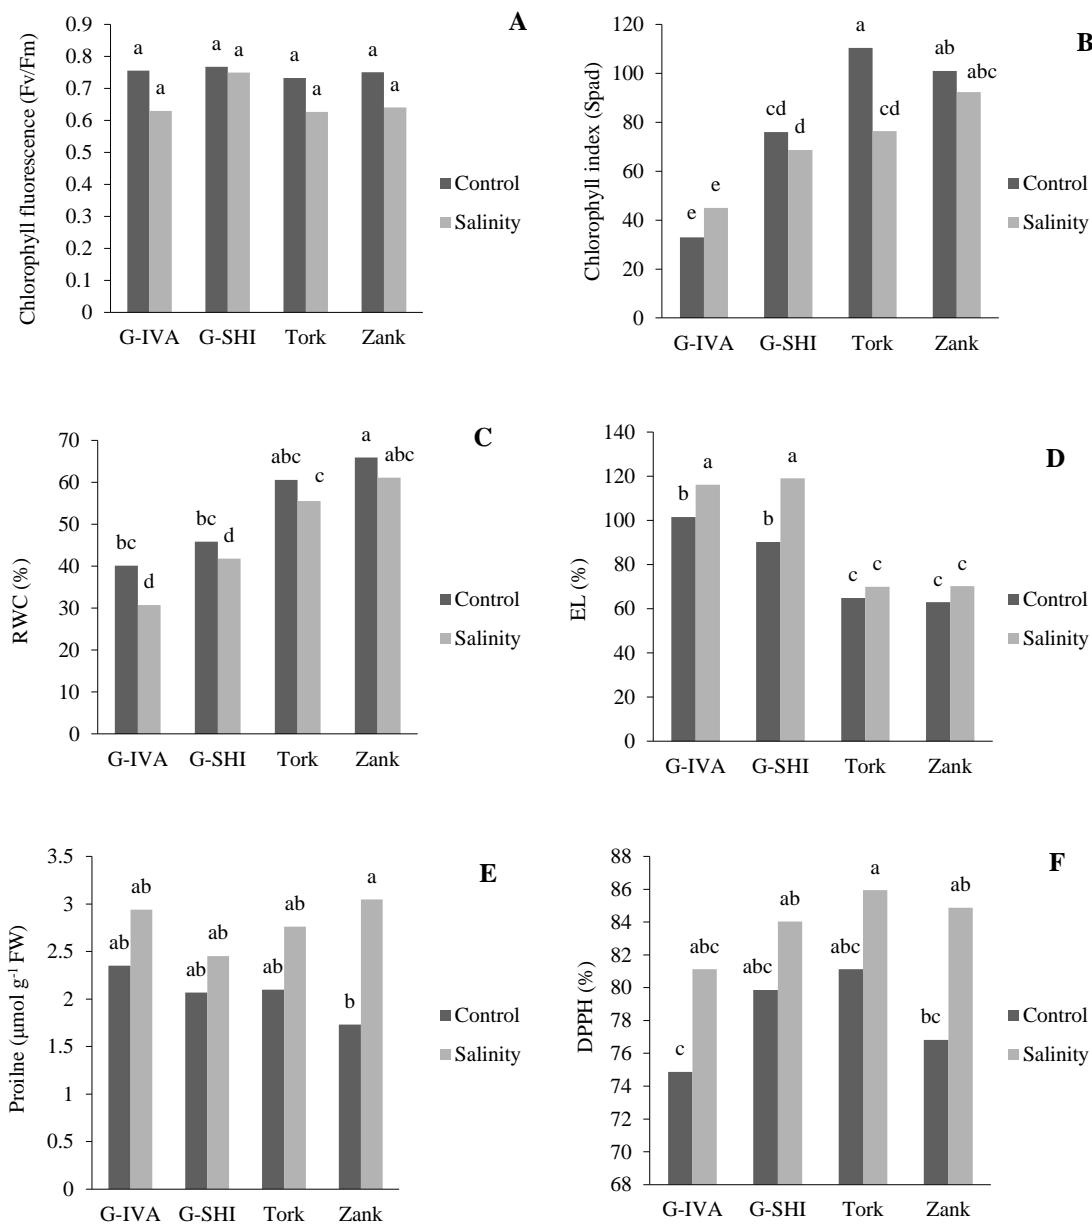 A
Chlorophyll fluorescence (Fv/Fm)
0.9
0.8
0.7
0.6
0.5
0.4
0.3
0.2
0.1
0
a a a a a a a a
G-IVA G-SHI Tork Zank
Control
Salinity
B
Chlorophyll index (Spad)
120
100
80
60
40
20
0
e e cd d a cd ab abc
G-IVA G-SHI Tork Zank
Control
Salinity
C
RWC (%)
70
60
50
40
30
20
10
0
bc d bc d abc c a abc
G-IVA G-SHI Tork Zank
Control
Salinity
D
EL (%)
140
120
100
80
60
40
20
0
b a b a c c c c
G-IVA G-SHI Tork Zank
Control
Salinity
E
Proilne (µmol g-1 FW)
3.5
3
2.5
2
1.5
1
0.5
0
ab ab ab ab ab ab b a
G-IVA G-SHI Tork Zank
Control
Salinity
F
DPPH (%)
88
86
84
82
80
78
76
74
72
70
68
c abc abc ab abc a bc ab
G-IVA G-SHI Tork Zank
Control
Salinity